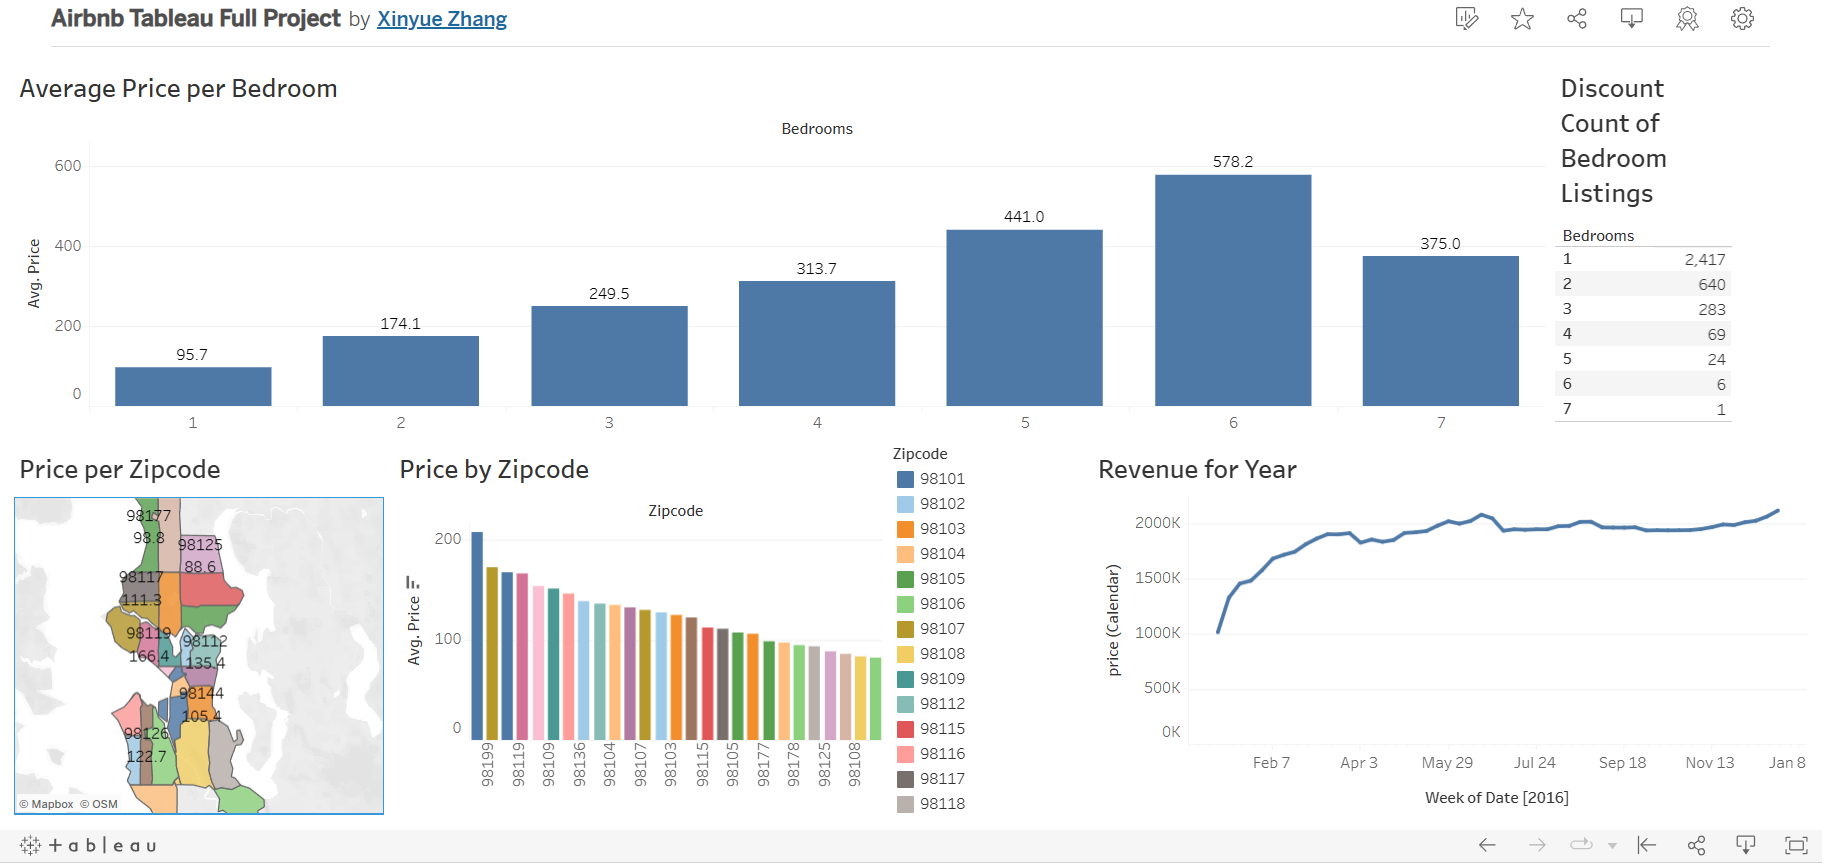 Airbnb Tableau Full Project by Xinyue Zhang
Average Price per Bedroom
Bedrooms
Avg. Price
600
400
200
0
95.7
174.1
249.5
313.7
441.0
578.2
375.0
1
2
3
4
5
6
7
Discount
Count of
Bedroom
Listings
Bedrooms
1 2,417
2 640
3 283
4 69
5 24
6 6
7 1
Price per Zipcode
98177
98.8
98125
88.6
98117
111.3
98119
166.4
98112
135.4
98144
105.4
98126
122.7
© Mapbox © OSM
Price by Zipcode
Zipcode
Avg. Price
200
100
0
98199
98119
98109
98136
98104
98107
98103
98115
98105
98177
98178
98125
98108
Zipcode
98101
98102
98103
98104
98105
98106
98107
98108
98109
98112
98115
98116
98117
98118
Revenue for Year
price (Calendar)
2000K
1500K
1000K
500K
0K
Feb 7
Apr 3
May 29
Jul 24
Sep 18
Nov 13
Jan 8
Week of Date [2016]
+ a b l e a u